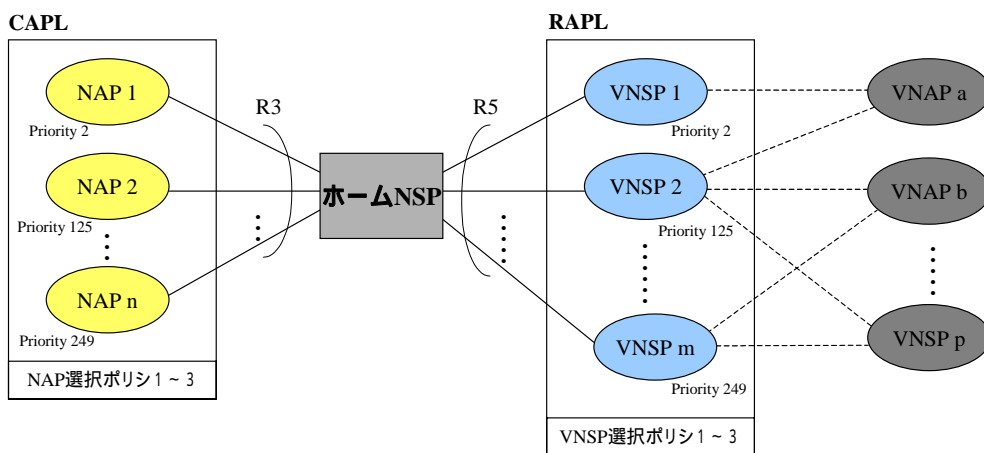 CAPL
NAP 1
Priority 2
NAP 2
Priority 125
NAP n
Priority 249
NAP選択ポリシ1~3
R3
ホームNSP
R5
RAPL
VNSP 1
Priority 2
VNSP 2
Priority 125
VNSP m
Priority 249
VNSP選択ポリシ1~3
VNAP a
VNAP b
VNSP p